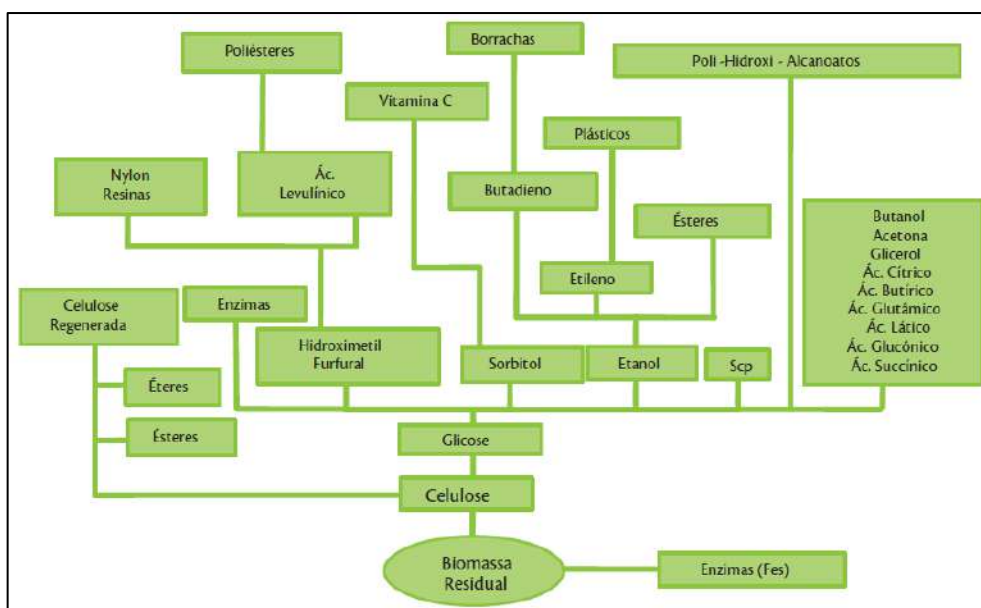 Borrachas
Poliésteres
Poli -Hidroxi - Alcanoatos
Vitamina C
Plásticos
Nylon
Resinas
Ác.
Levulínico
Butadieno
Ésteres
Butanol
Acetona
Glicerol
Ác. Cítrico
Ác. Butírico
Ác. Glutâmico
Ác. Lático
Ác. Glucónico
Ác. Succínico
Etileno
Celulose
Regenerada
Enzimas
Hidroximetil
Furfural
Sorbitol
Etanol
Scp
Éteres
Ésteres
Glicose
Celulose
Biomassa
Residual
Enzimas (Fes)